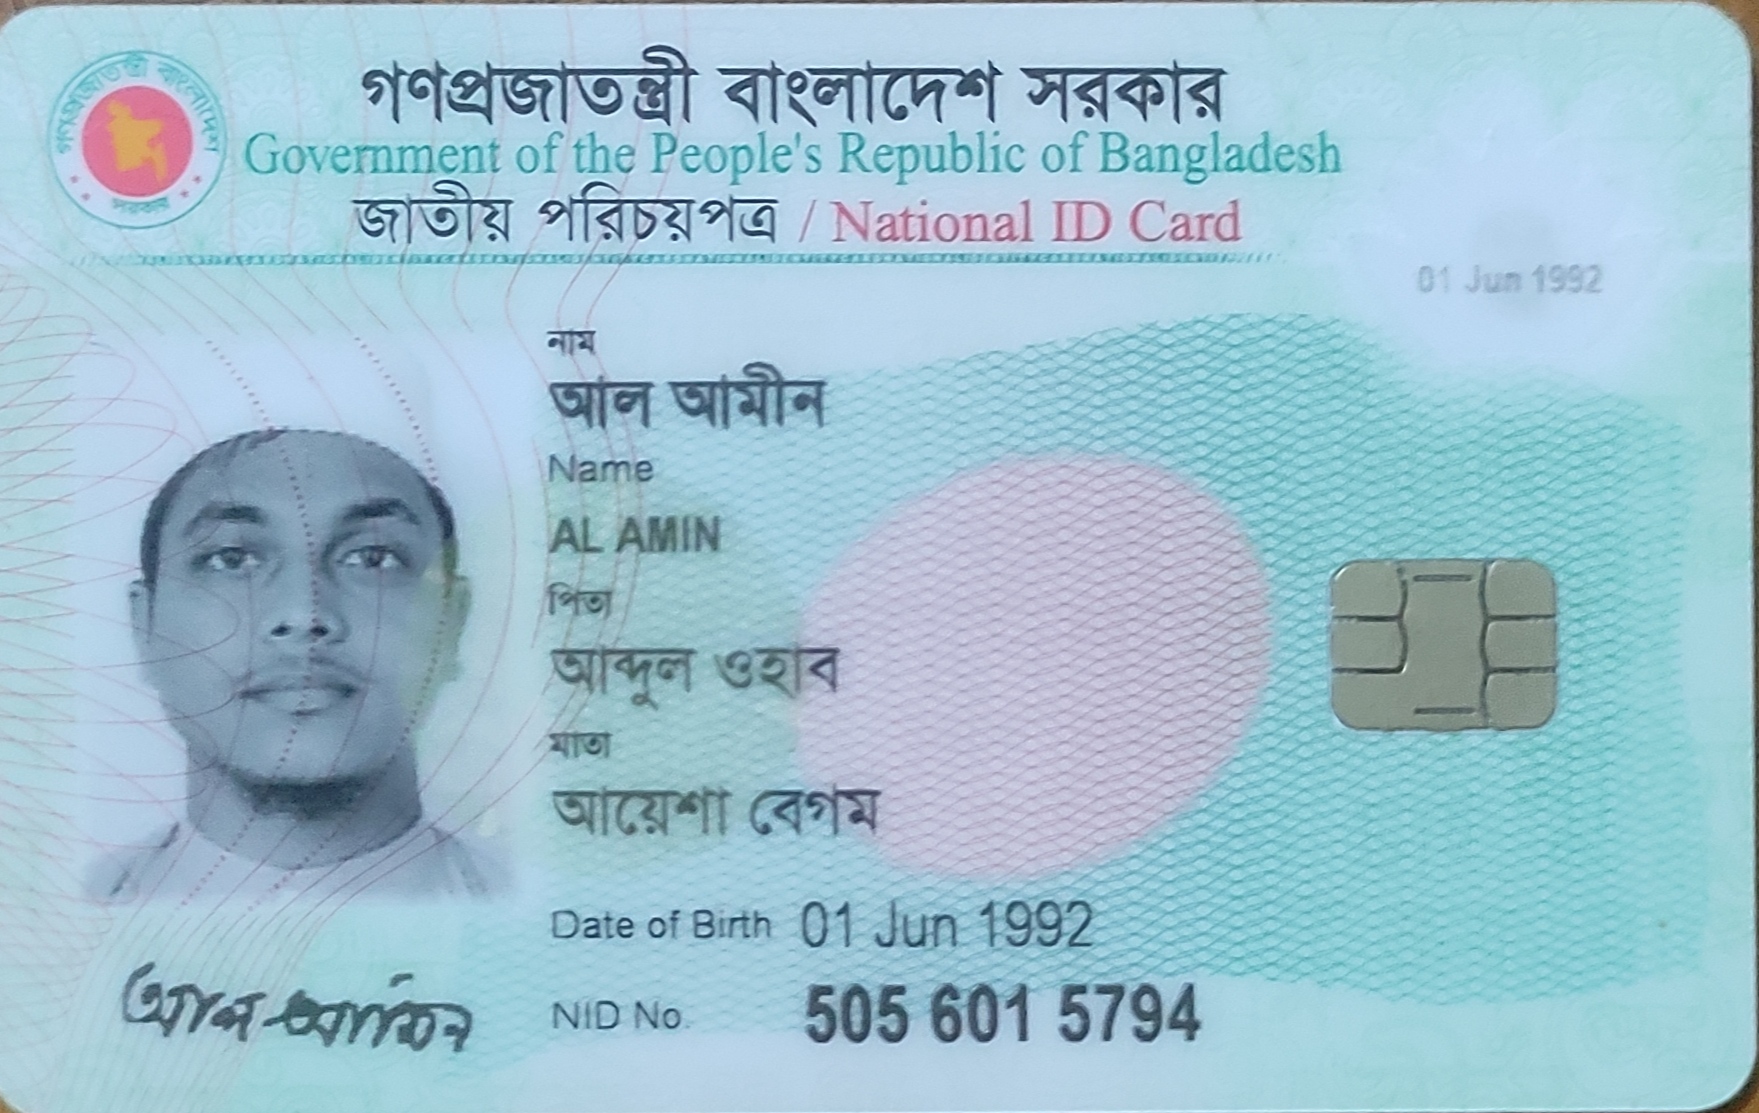 গণপ্রজাতন্ত্রী বাংলাদেশ সরকার
Government of the People's Republic of Bangladesh
জাতীয় পরিচয়পত্র / National ID Card
01 Jun 1992
নাম
আল আমীন
Name
AL AMIN
পিতা
আব্দুল ওহাব
মাতা
আয়েশা বেগম
Date of Birth 01 Jun 1992
আল আমিন
NID No. 505 601 5794